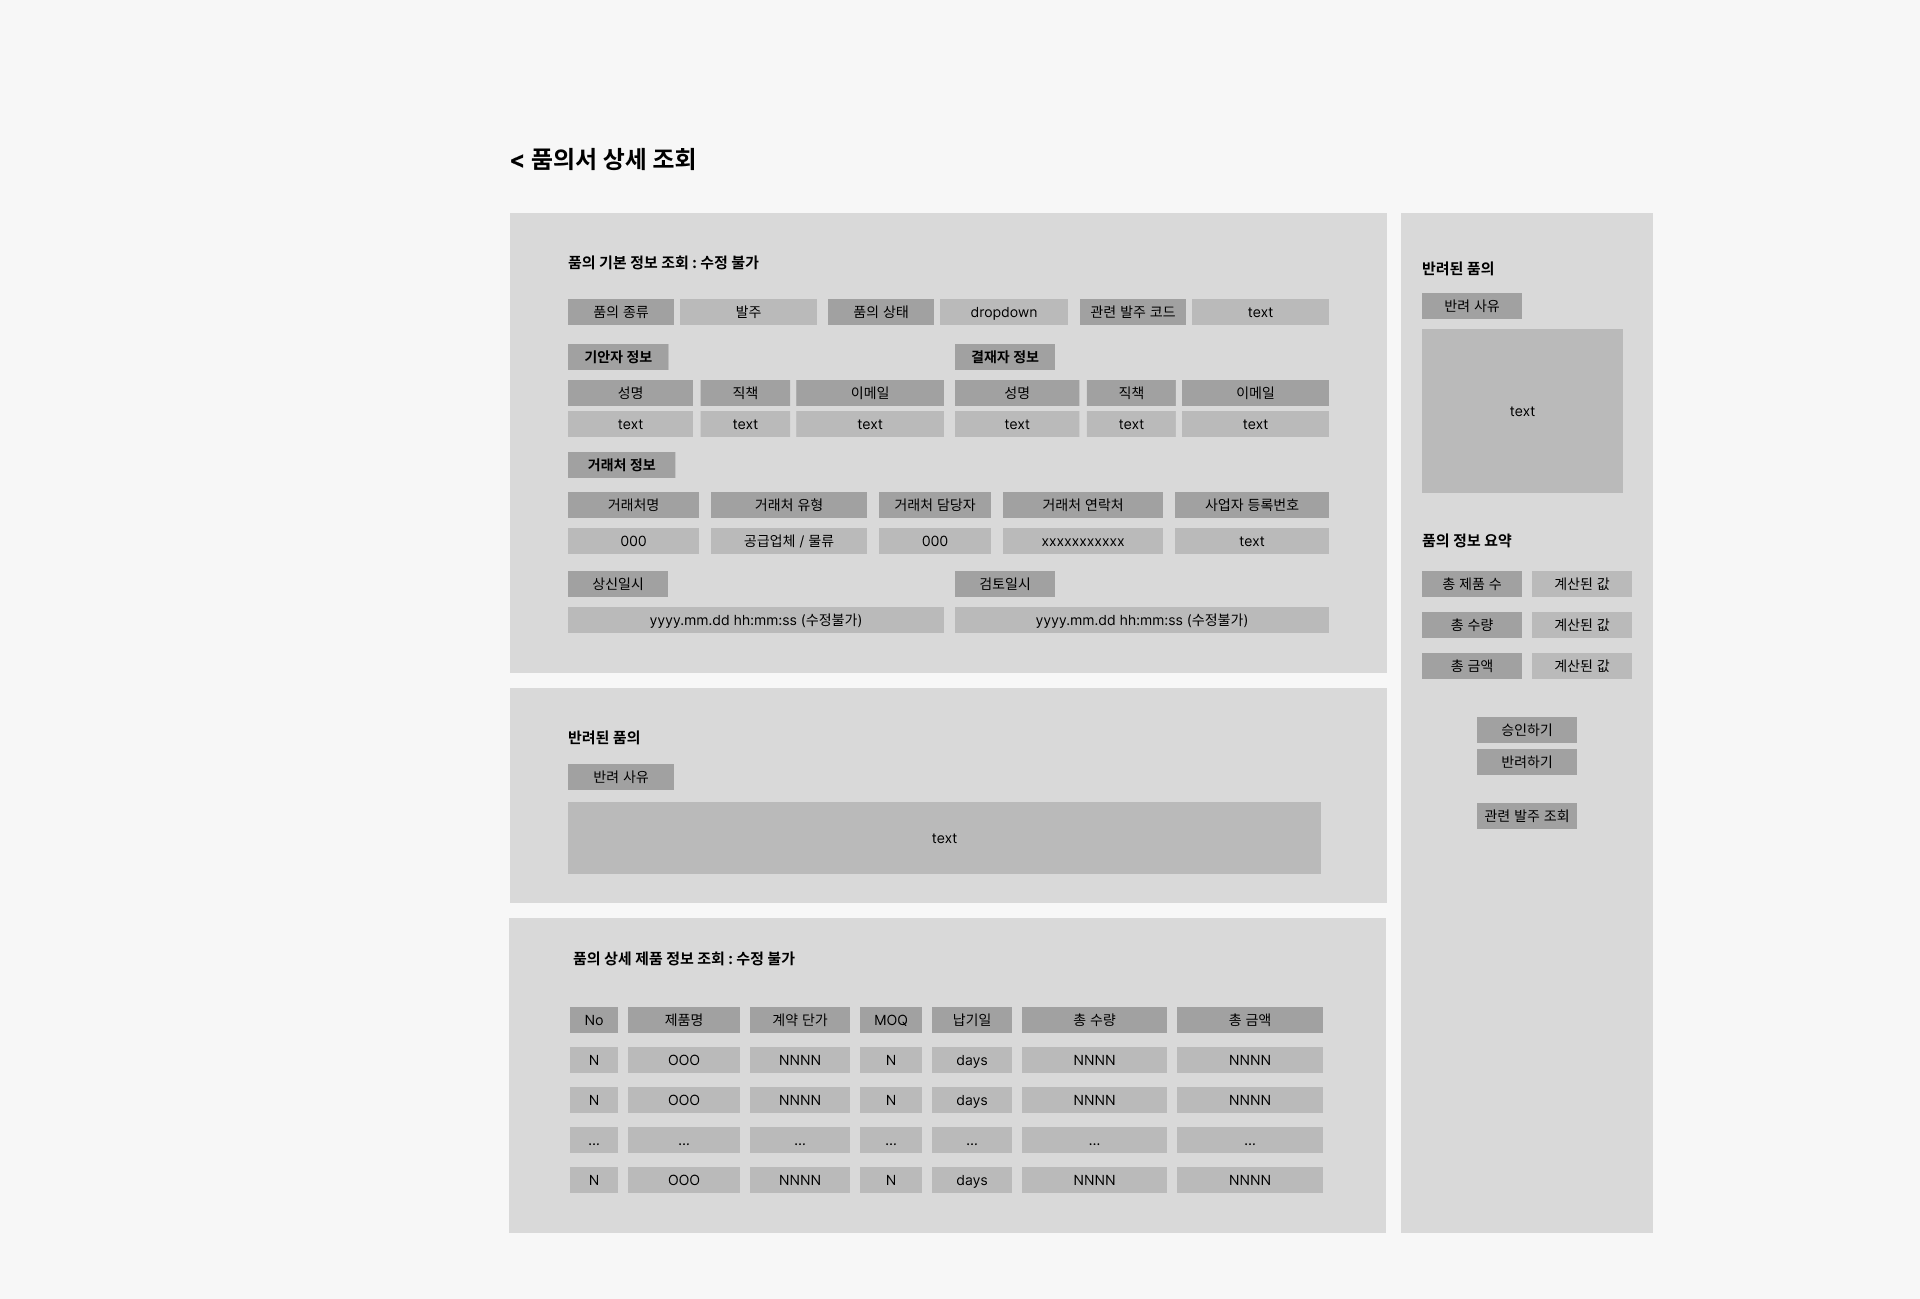 < 품의서 상세 조회
품의 기본 정보 조회 : 수정 불가
품의 종류 발주 품의 상태 dropdown 관련 발주 코드 text
기안자 정보 결재자 정보
성명 직책 이메일 성명 직책 이메일
text text text text text text
거래처 정보
거래처명 거래처 유형 거래처 담당자 거래처 연락처 사업자 등록번호
000 공급업체 / 물류 000 xxxxxxxxxxx text
상신일시 검토일시
yyyy.mm.dd hh:mm:ss (수정불가) yyyy.mm.dd hh:mm:ss (수정불가)
반려된 품의
반려 사유
text
품의 상세 제품 정보 조회 : 수정 불가
No 제품명 계약 단가 MOQ 납기일 총 수량 총 금액
N OOO NNNN N days NNNN NNNN
N OOO NNNN N days NNNN NNNN
... ... ... ... ... ... ...
N OOO NNNN N days NNNN NNNN
반려된 품의
반려 사유
text
품의 정보 요약
총 제품 수 계산된 값
총 수량 계산된 값
총 금액 계산된 값
승인하기
반려하기
관련 발주 조회